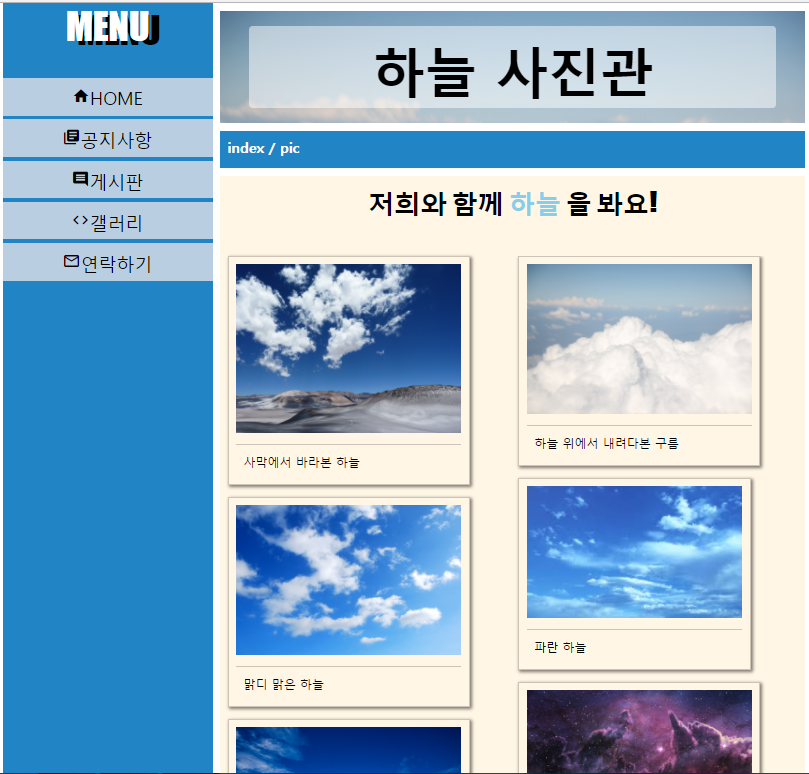 MENU
HOME
공지사항
게시판
갤러리
연락하기
하늘 사진관
index / pic
저희와 함께 하늘 을 봐요!
사막에서 바라본 하늘
하늘 위에서 내려다본 구름
맑디 맑은 하늘
파란 하늘